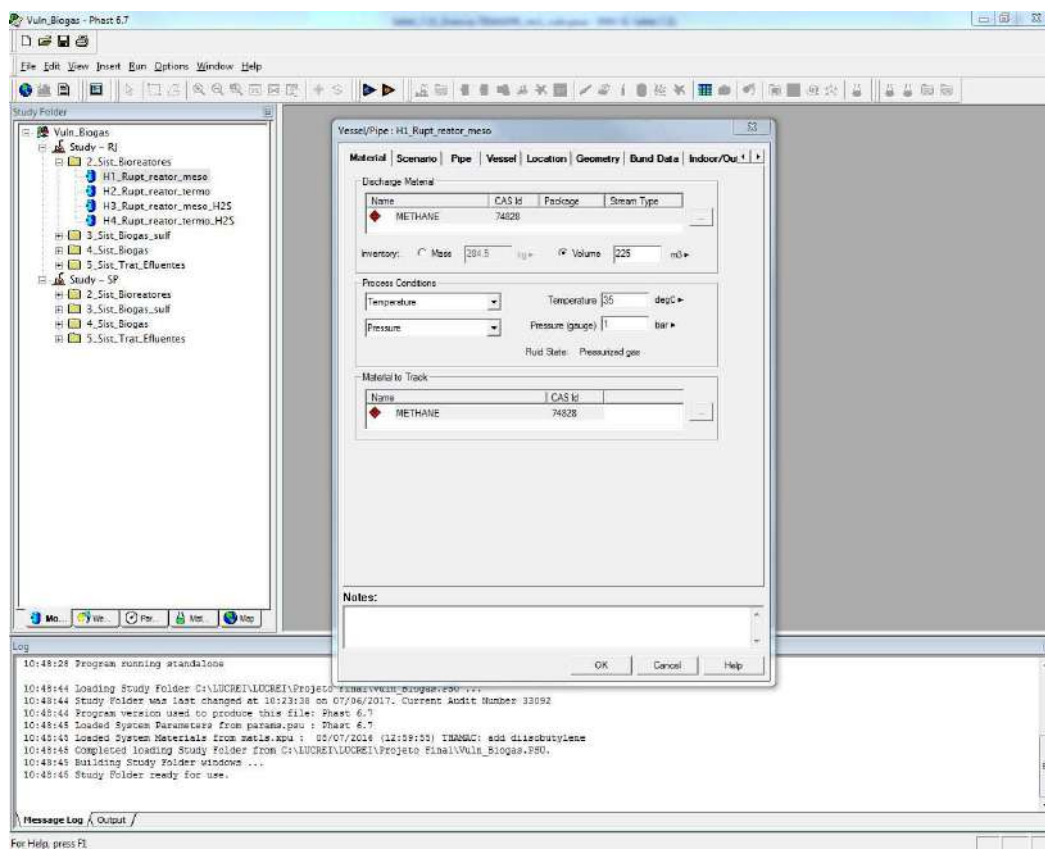 Vuln_Biogas - Phast 6.7
File Edit View Insert Run Options Window Help
Study Folder
Vuln_Biogas
Study - RJ
2_Sist_Bioreatores
H1_Rupt_reator_meso
H2_Rupt_reator_termo
H3_Rupt_reator_meso_H2S
H4_Rupt_reator_termo_H2S
3_Sist_Biogas_sulf
4_Sist_Biogas
5_Sist_Trat_Efluentes
Study - SP
2_Sist_Bioreatores
3_Sist_Biogas_sulf
4_Sist_Biogas
5_Sist_Trat_Efluentes
Mo... We... Par... Mat... Map
Vessel/Pipe : H1_Rupt_reator_meso
Material Scenario Pipe Vessel Location Geometry Bund Data Indoor/Ou
Discharge Material
Name CAS Id Package Stream Type
METHANE 74828 ...
Inventory: Mass 284.5 kg Volume 225 m3
Process Conditions
Temperature Temperature 35 degC
Pressure Pressure (gauge) 1 bar
Fluid State: Pressurized gas
Material to Track
Name CAS Id
METHANE 74828 ...
Notes:
OK Cancel Help
Log
10:48:28 Program running standalone
10:48:44 Loading Study Folder C:\LUCREI\LUCREI\Projeto Final\Vuln_Biogas.PSU ...
10:48:44 Study Folder was last changed at 10:23:38 on 07/06/2017. Current Audit Number 33092
10:48:44 Program version used to produce this file: Phast 6.7
10:48:45 Loaded System Parameters from params.psu : Phast 6.7
10:48:45 Loaded System Materials from matls.xpu : 05/07/2014 (12:59:55) THAMAC: add diisobutylene
10:48:45 Completed loading Study Folder from C:\LUCREI\LUCREI\Projeto Final\Vuln_Biogas.PSU.
10:48:45 Building Study Folder windows ...
10:48:45 Study Folder ready for use.
Message Log Output
For Help, press F1